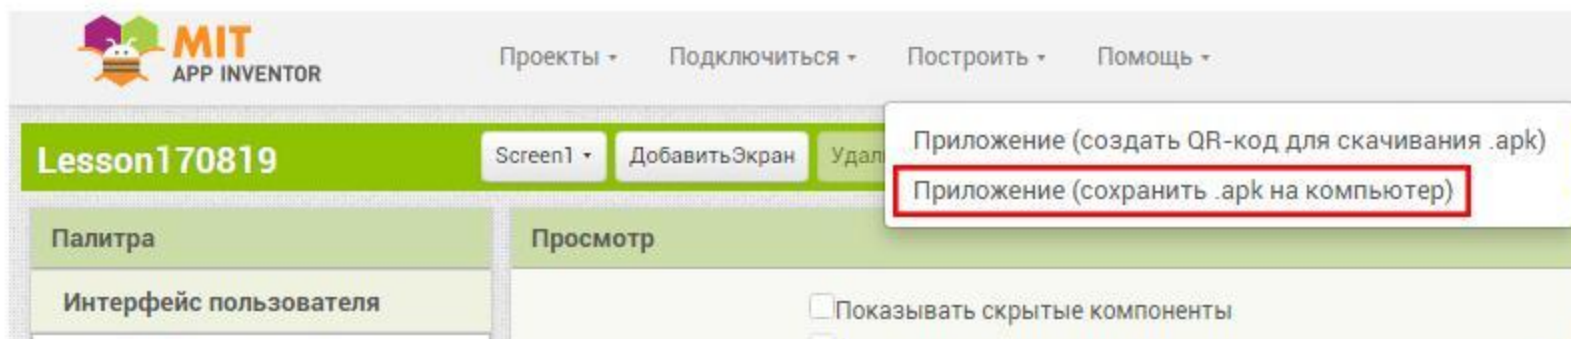 MIT
APP INVENTOR
Проекты Подключиться Построить Помощь
Lesson170819
Screen1 ДобавитьЭкран
Приложение (создать QR-код для скачивания .apk)
Приложение (сохранить .apk на компьютер)
Палитра
Просмотр
Интерфейс пользователя
Показывать скрытые компоненты